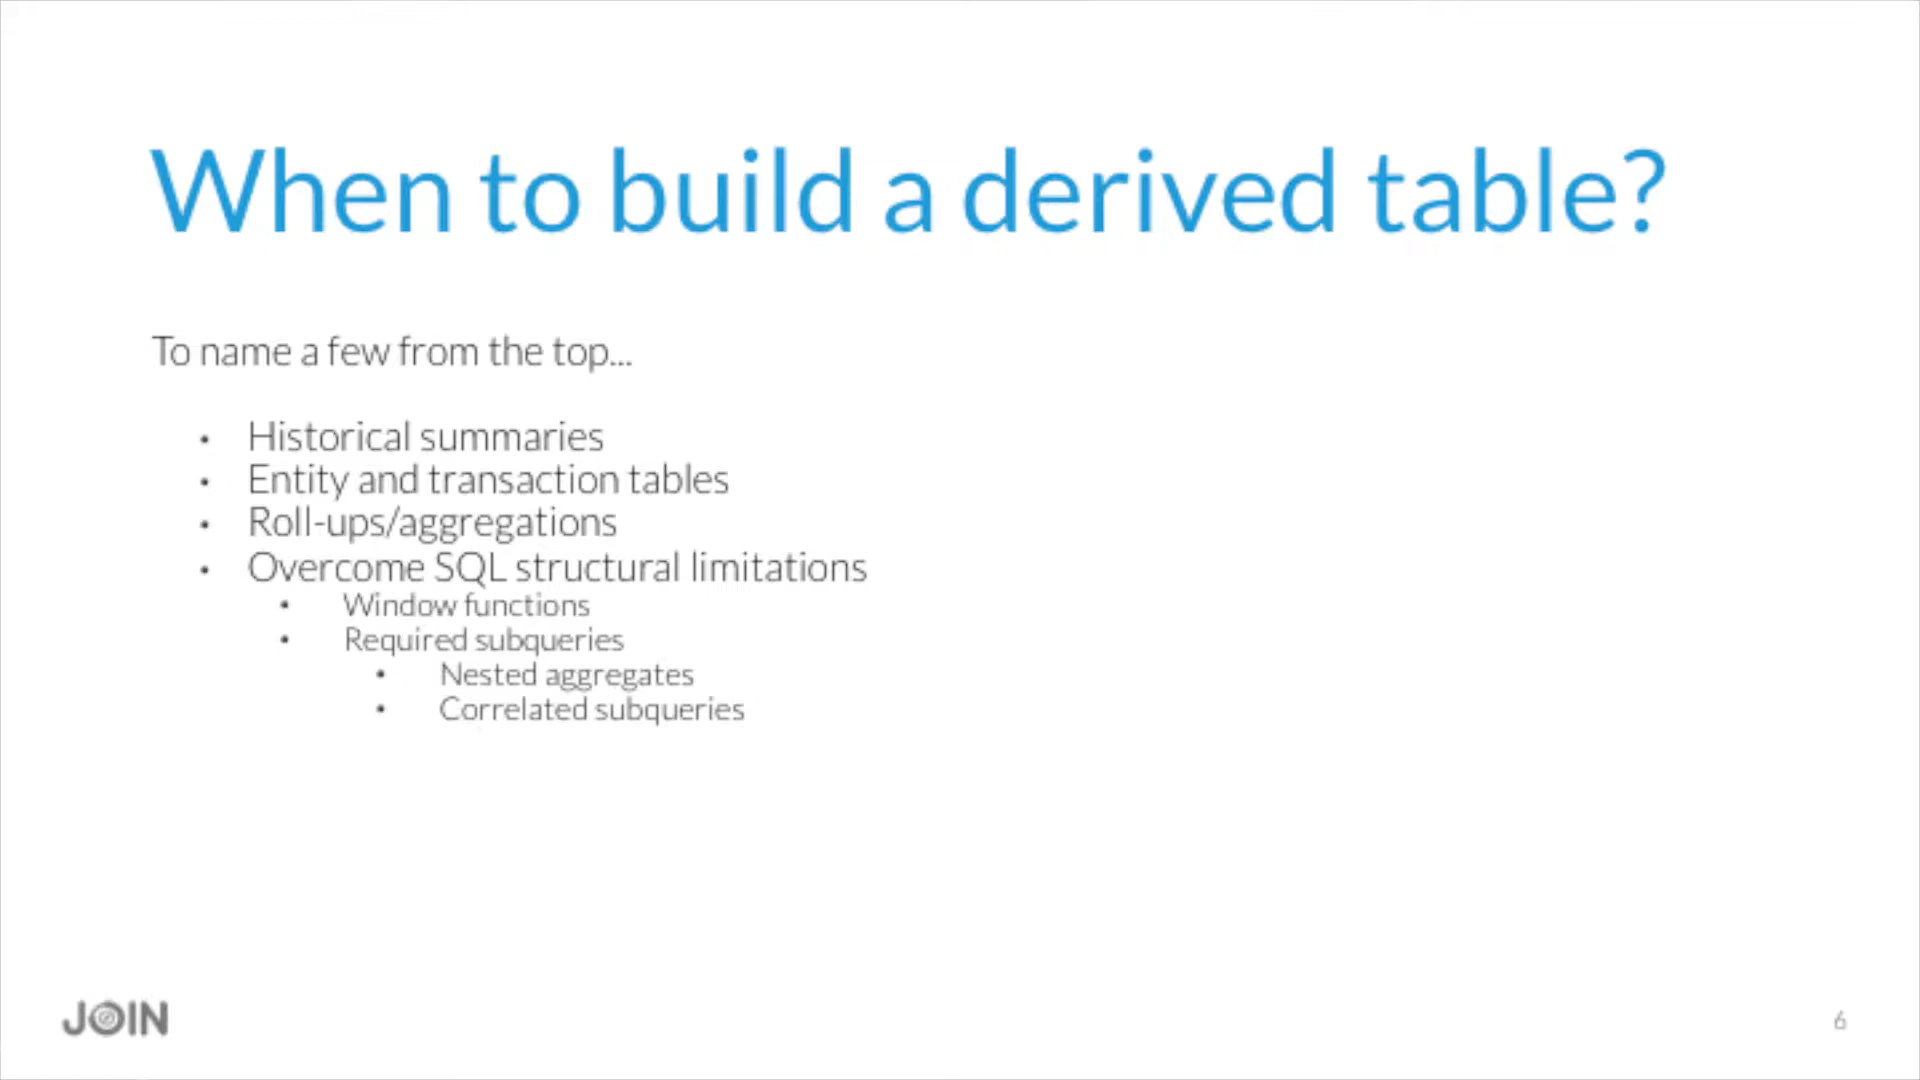 When to build a derived table?
To name a few from the top...
• Historical summaries
• Entity and transaction tables
• Roll-ups/aggregations
• Overcome SQL structural limitations
• Window functions
• Required subqueries
• Nested aggregates
• Correlated subqueries
JOIN
6